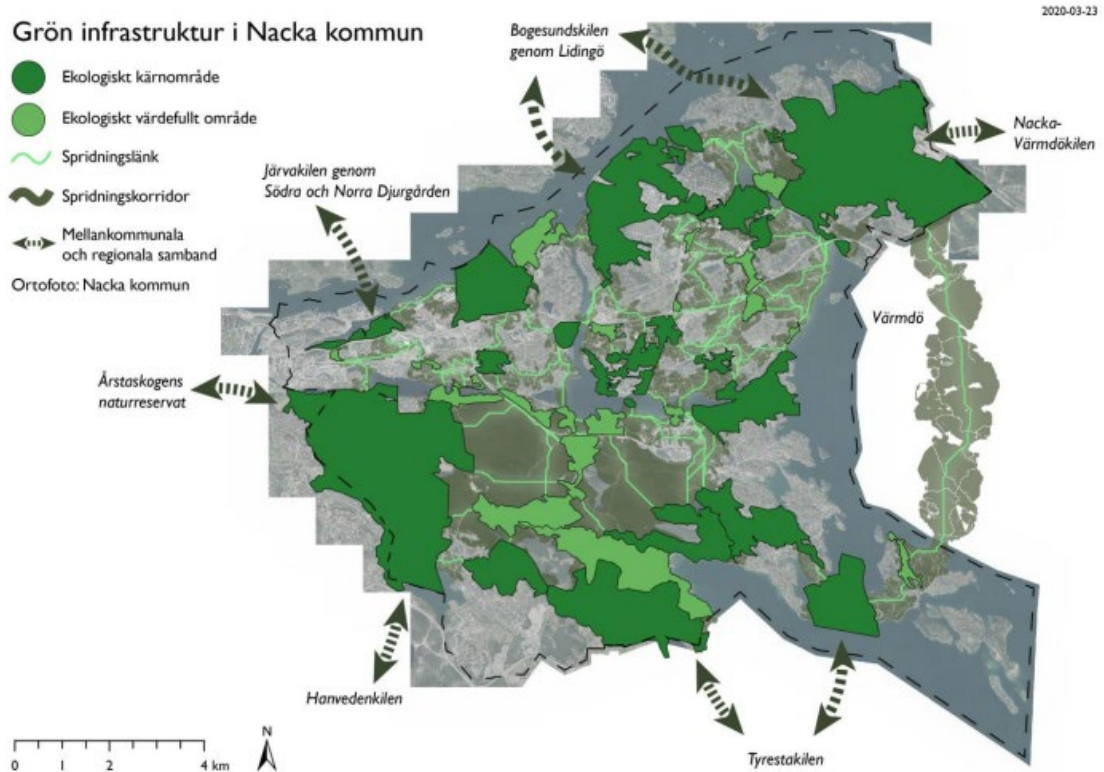 2020-03-23
Grön infrastruktur i Nacka kommun
Ekologiskt kärnområde
Ekologiskt värdefullt område
Spridningslänk
Spridningskorridor
Mellankommunala
och regionala samband
Ortofoto: Nacka kommun
Bogesundskilen
genom Lidingö
Nacka-
Värmdökilen
Järvakilen genom
Södra och Norra Djurgården
Värmdö
Årstaskogens
naturreservat
Hanvedenkilen
Tyrestakilen
N
0 1 2 4 km